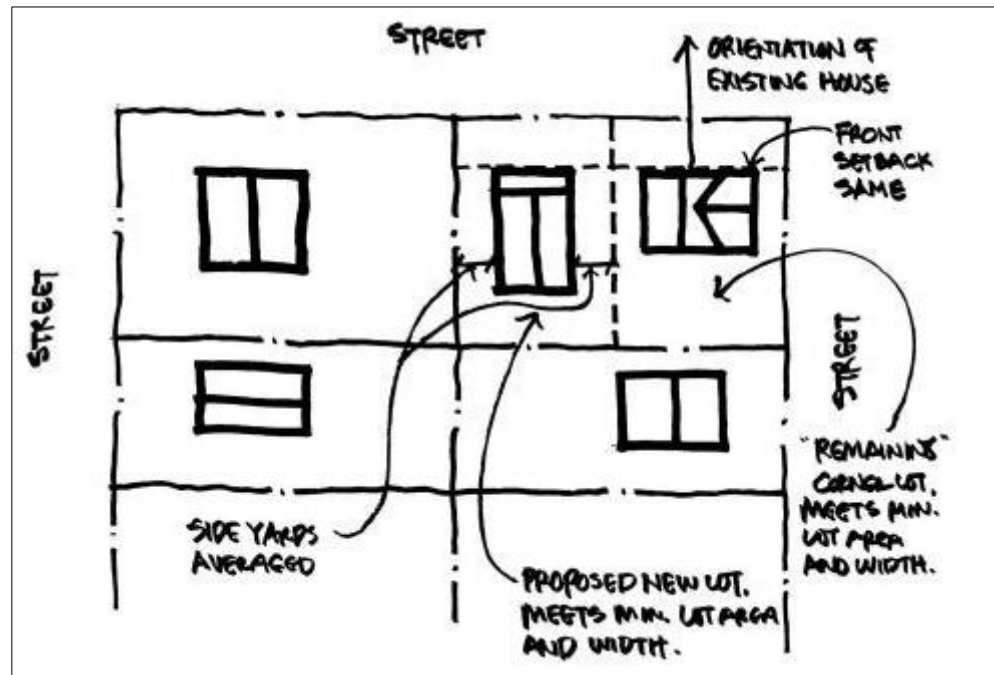 STREET
ORIENTATION OF
EXISTING HOUSE
FRONT
SETBACK
SAME
STREET
STREET
"REMAINING"
CORNER LOT.
MEETS MIN.
LOT AREA
AND WIDTH.
SIDE YARDS
AVERAGED
PROPOSED NEW LOT.
MEETS MIN. LOT AREA
AND WIDTH.